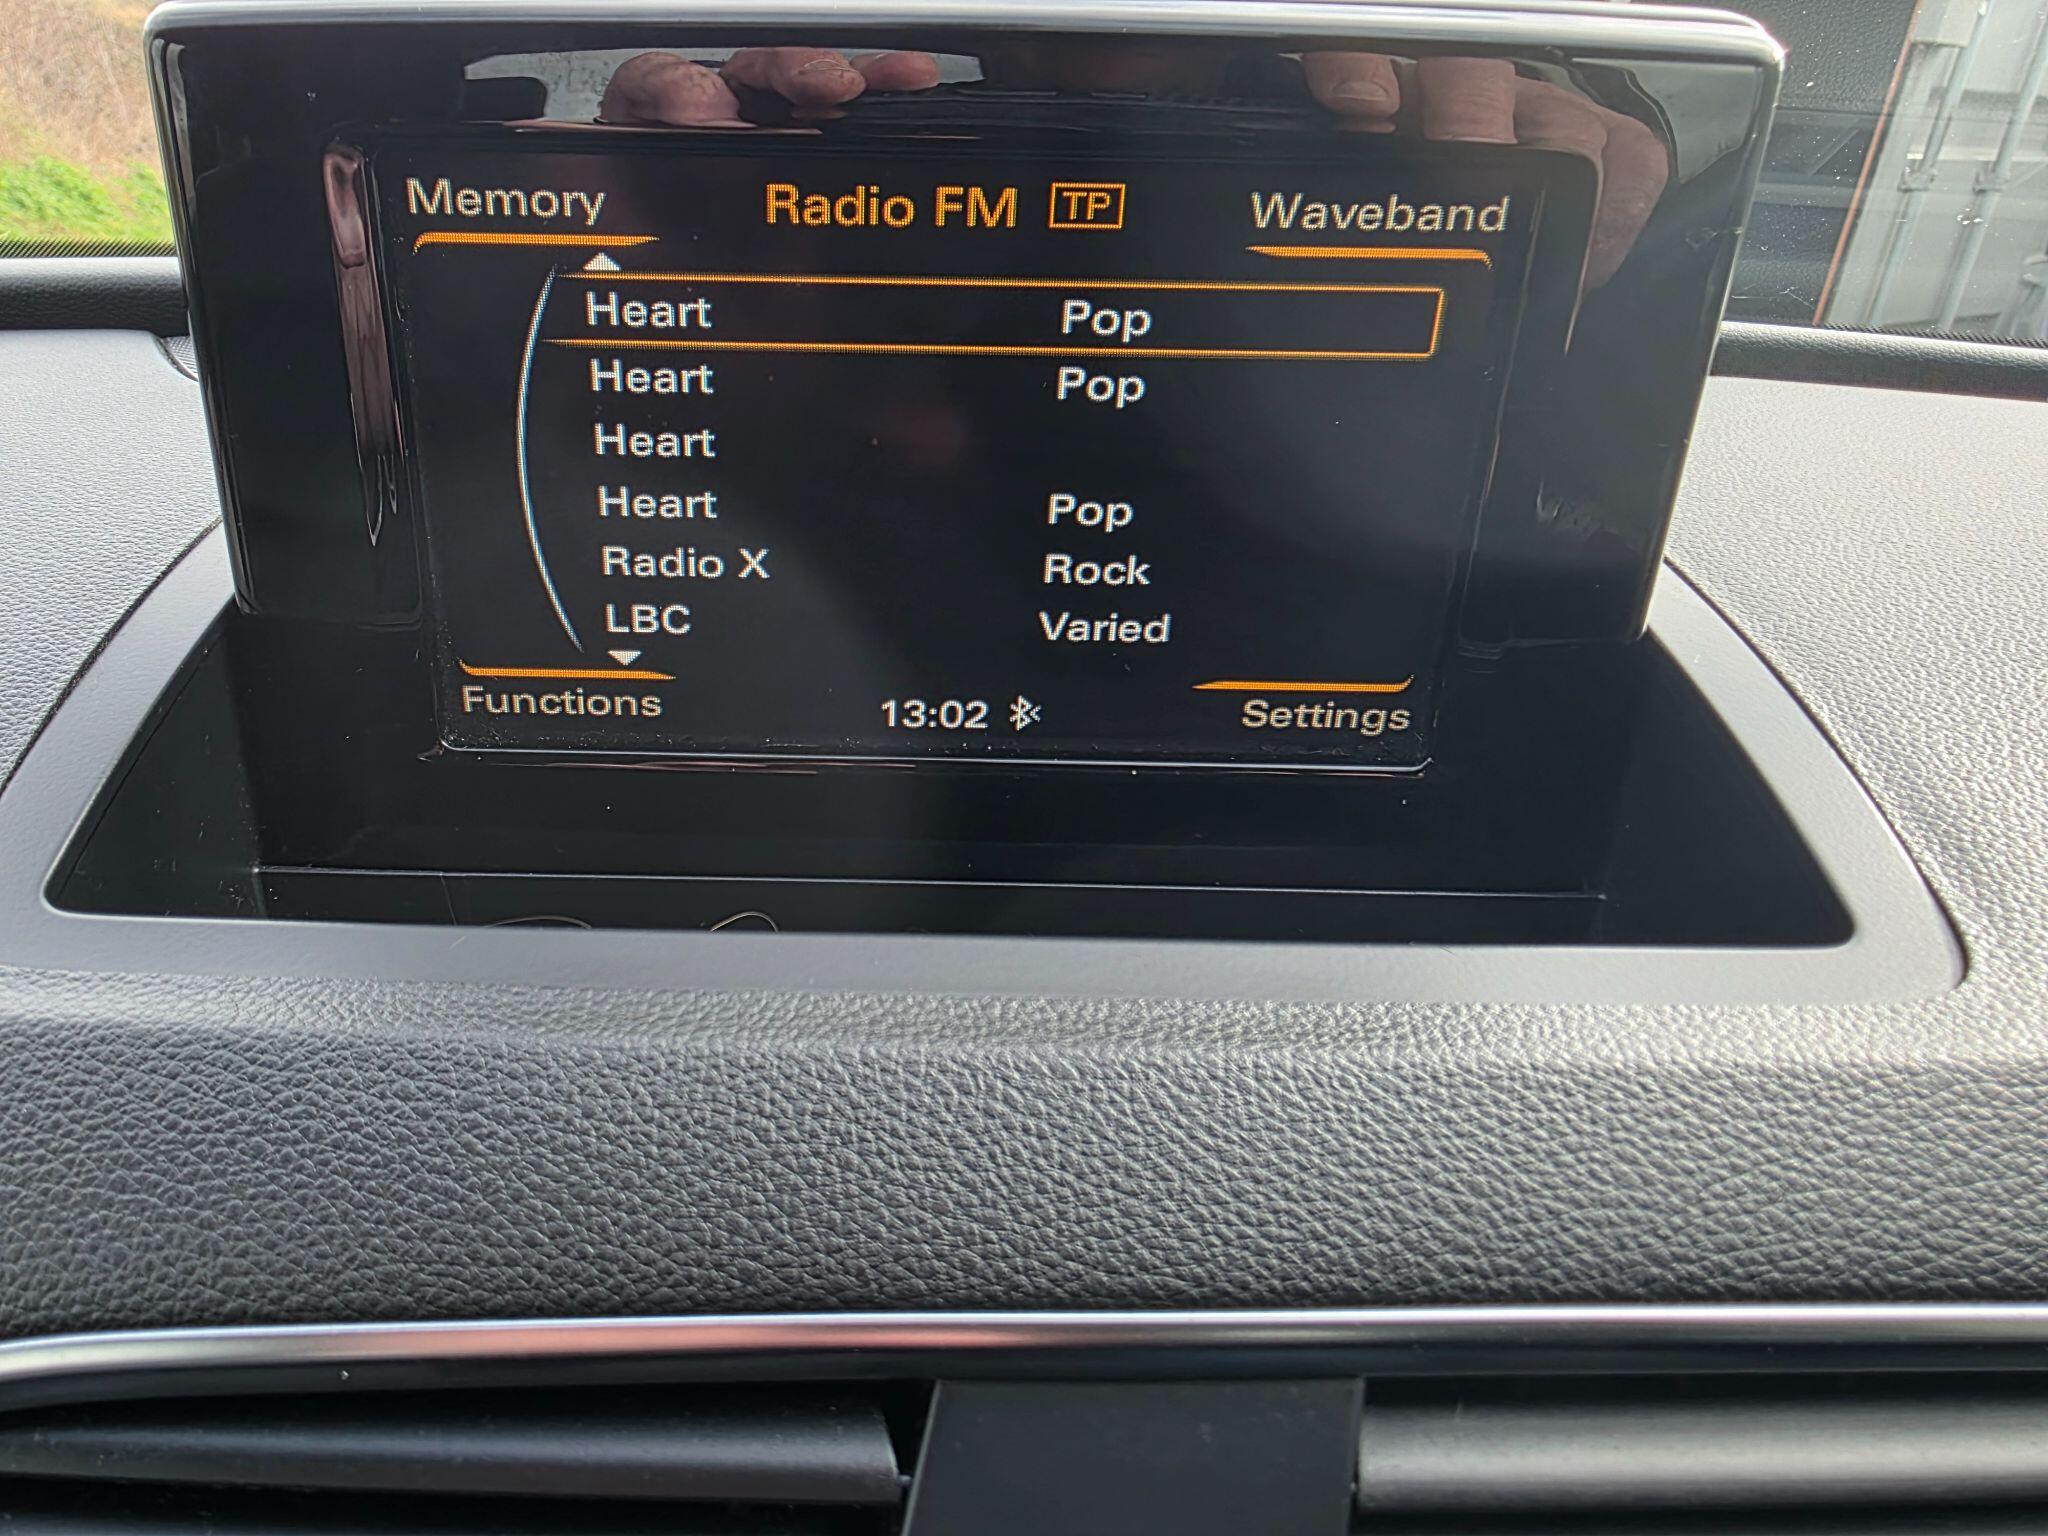 Memory Radio FM TP Waveband
Heart Pop
Heart Pop
Heart
Heart Pop
Radio X Rock
LBC Varied
Functions 13:02 Settings